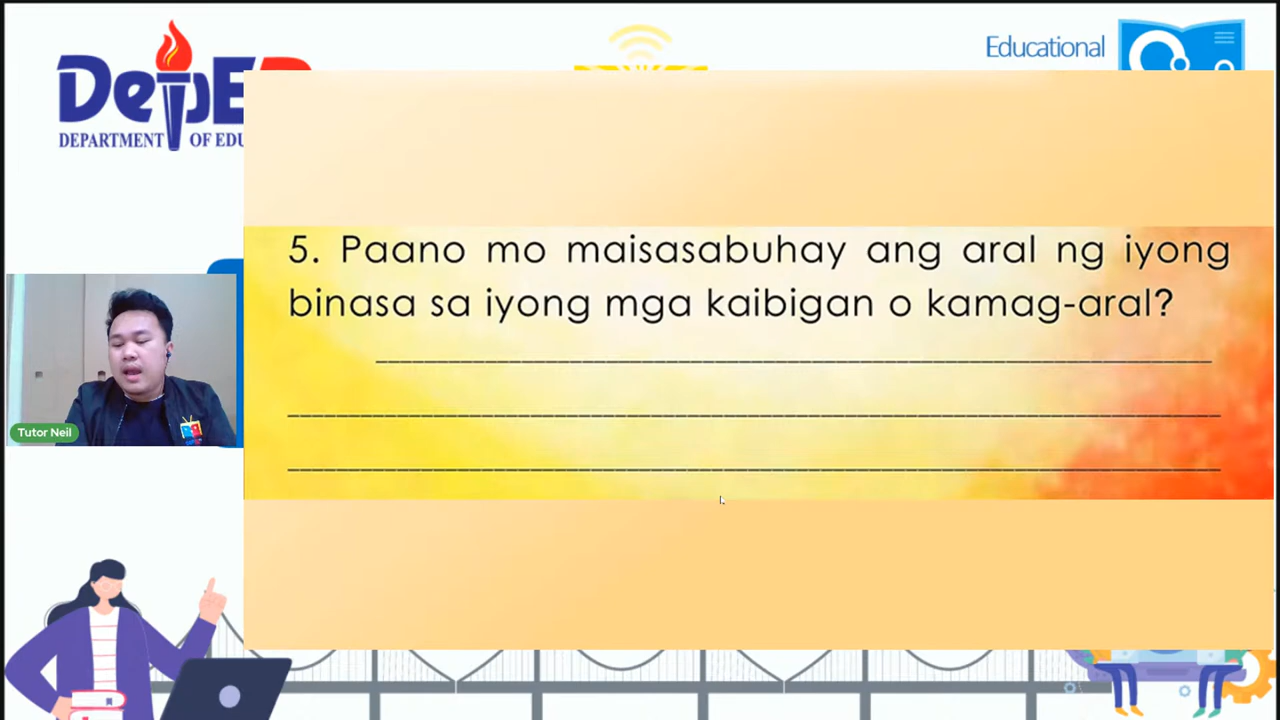 DepED
DEPARTMENT OF EDU
Educational
5. Paano mo maisasabuhay ang aral ng iyong
binasa sa iyong mga kaibigan o kamag-aral?
Tutor Neil